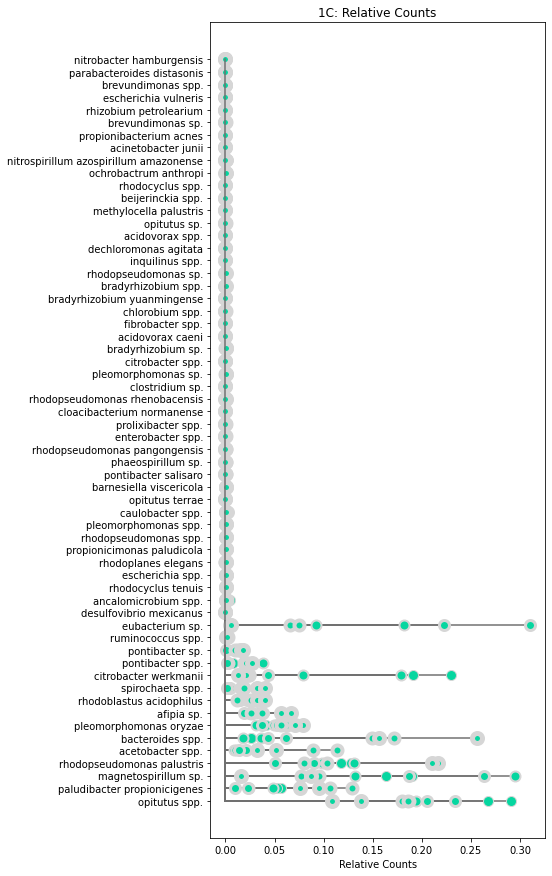 1C: Relative Counts
nitrobacter hamburgensis
parabacteroides distasonis
brevundimonas spp.
escherichia vulneris
rhizobium petrolearium
brevundimonas sp.
propionibacterium acnes
acinetobacter junii
nitrospirillum azospirillum amazonense
ochrobactrum anthropi
rhodocyclus spp.
beijerinckia spp.
methylocella palustris
opitutus sp.
acidovorax spp.
dechloromonas agitata
inquilinus spp.
rhodopseudomonas sp.
bradyrhizobium spp.
bradyrhizobium yuanmingense
chlorobium spp.
fibrobacter spp.
acidovorax caeni
bradyrhizobium sp.
citrobacter spp.
pleomorphomonas sp.
clostridium sp.
rhodopseudomonas rhenobacensis
cloacibacterium normanense
prolixibacter spp.
enterobacter spp.
rhodopseudomonas pangongensis
phaeospirillum sp.
pontibacter salisaro
barnesiella viscericola
opitutus terrae
caulobacter spp.
pleomorphomonas spp.
rhodopseudomonas spp.
propionicimonas paludicola
rhodoplanes elegans
escherichia spp.
rhodocyclus tenuis
ancalomicrobium spp.
desulfovibrio mexicanus
eubacterium sp.
ruminococcus spp.
pontibacter sp.
pontibacter spp.
citrobacter werkmanii
spirochaeta spp.
rhodoblastus acidophilus
afipia sp.
pleomorphomonas oryzae
bacteroides spp.
acetobacter spp.
rhodopseudomonas palustris
magnetospirillum sp.
paludibacter propionicigenes
opitutus spp.
0.00 0.05 0.10 0.15 0.20 0.25 0.30
Relative Counts